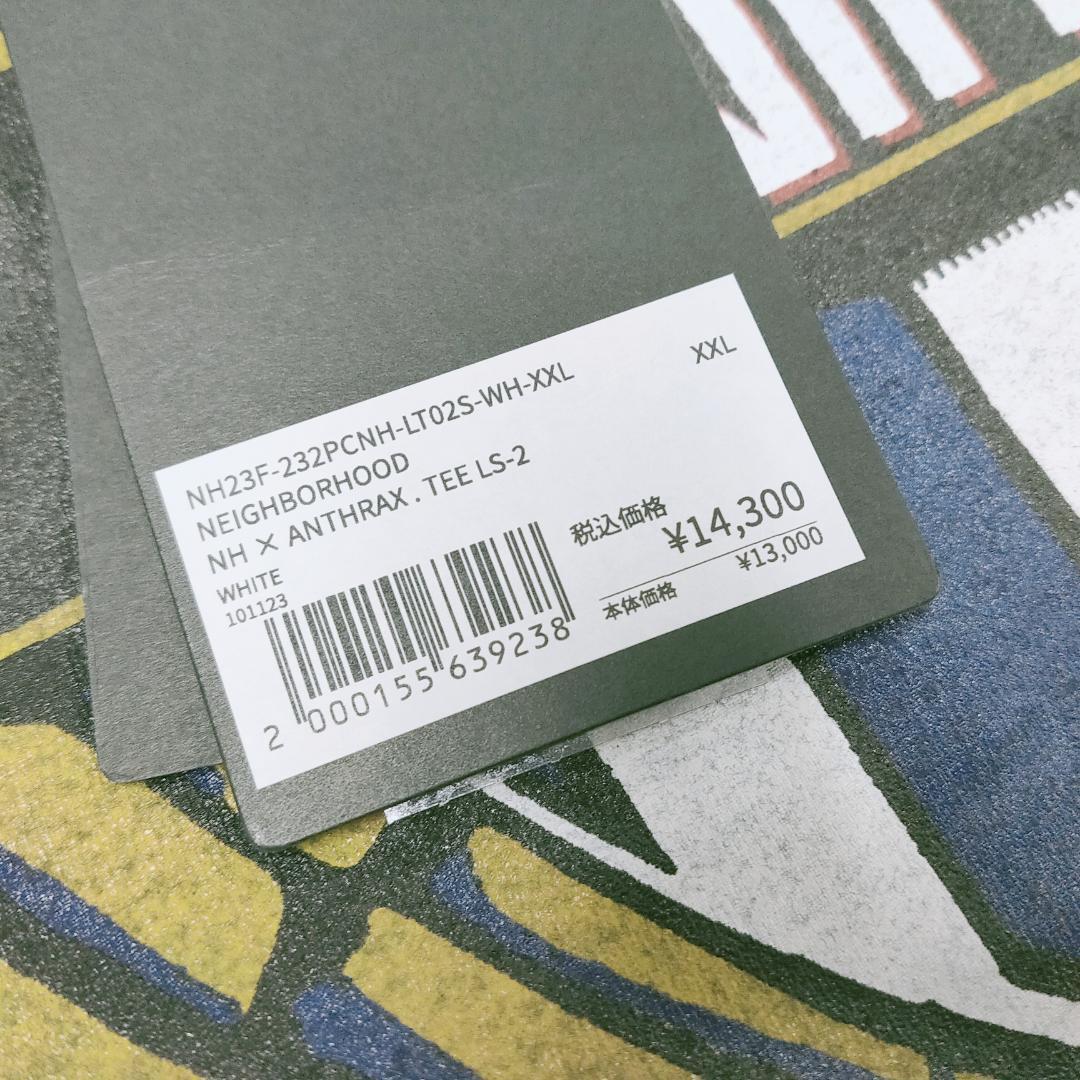 NH23F-232PCNH-LT02S-WH-XXL
XXL
NEIGHBORHOOD
NH × ANTHRAX . TEE LS-2
WHITE
101123
税込価格 ¥14,300
本体価格 ¥13,000
2 000155 639238